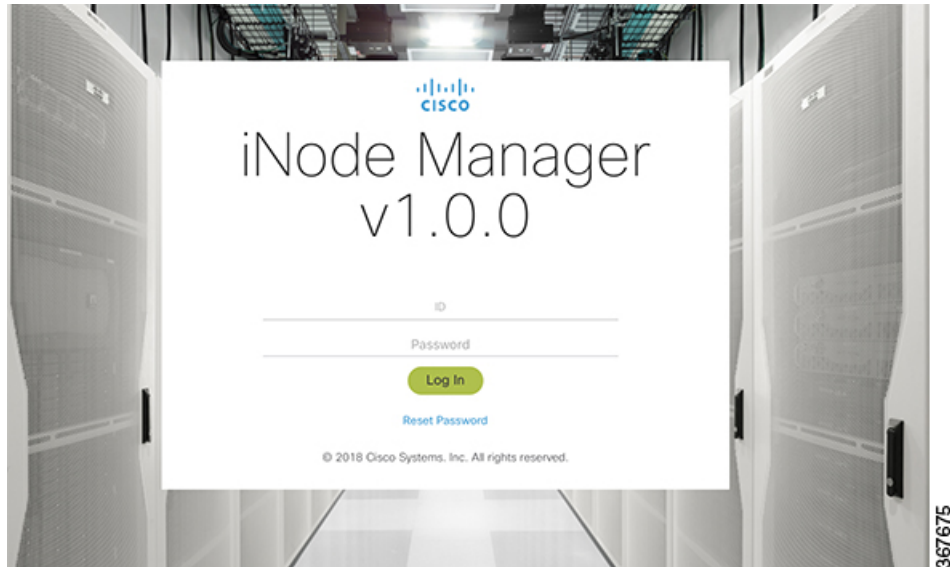 CISCO
iNode Manager
v1.0.0
ID
Password
Log In
Reset Password
© 2018 Cisco Systems. Inc. All rights reserved.
367675